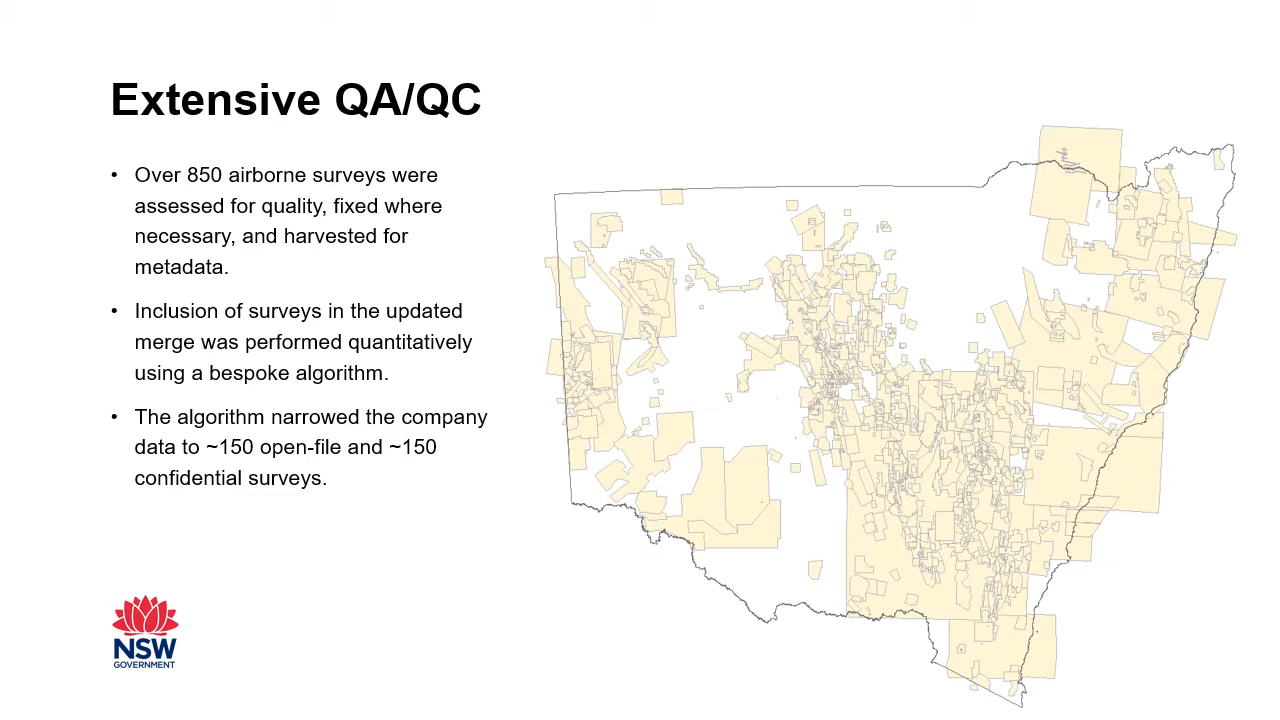 Extensive QA/QC
• Over 850 airborne surveys were
assessed for quality, fixed where
necessary, and harvested for
metadata.
• Inclusion of surveys in the updated
merge was performed quantitatively
using a bespoke algorithm.
• The algorithm narrowed the company
data to ~150 open-file and ~150
confidential surveys.
NSW
GOVERNMENT